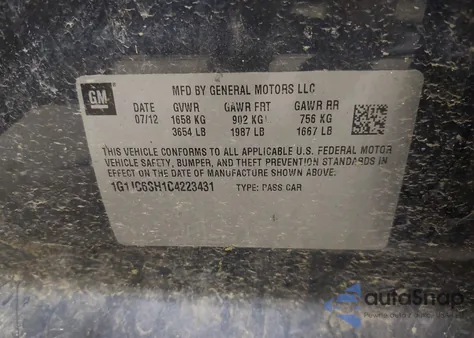 GM
MFD BY GENERAL MOTORS LLC
DATE GVWR GAWR FRT GAWR RR
07/12 1658 KG 902 KG 756 KG
3654 LB 1987 LB 1667 LB
THIS VEHICLE CONFORMS TO ALL APPLICABLE U.S. FEDERAL MOTOR
VEHICLE SAFETY, BUMPER, AND THEFT PREVENTION STANDARDS IN
EFFECT ON THE DATE OF MANUFACTURE SHOWN ABOVE.
1G1JC6SH1C4223431 TYPE: PASS CAR
autoSnap